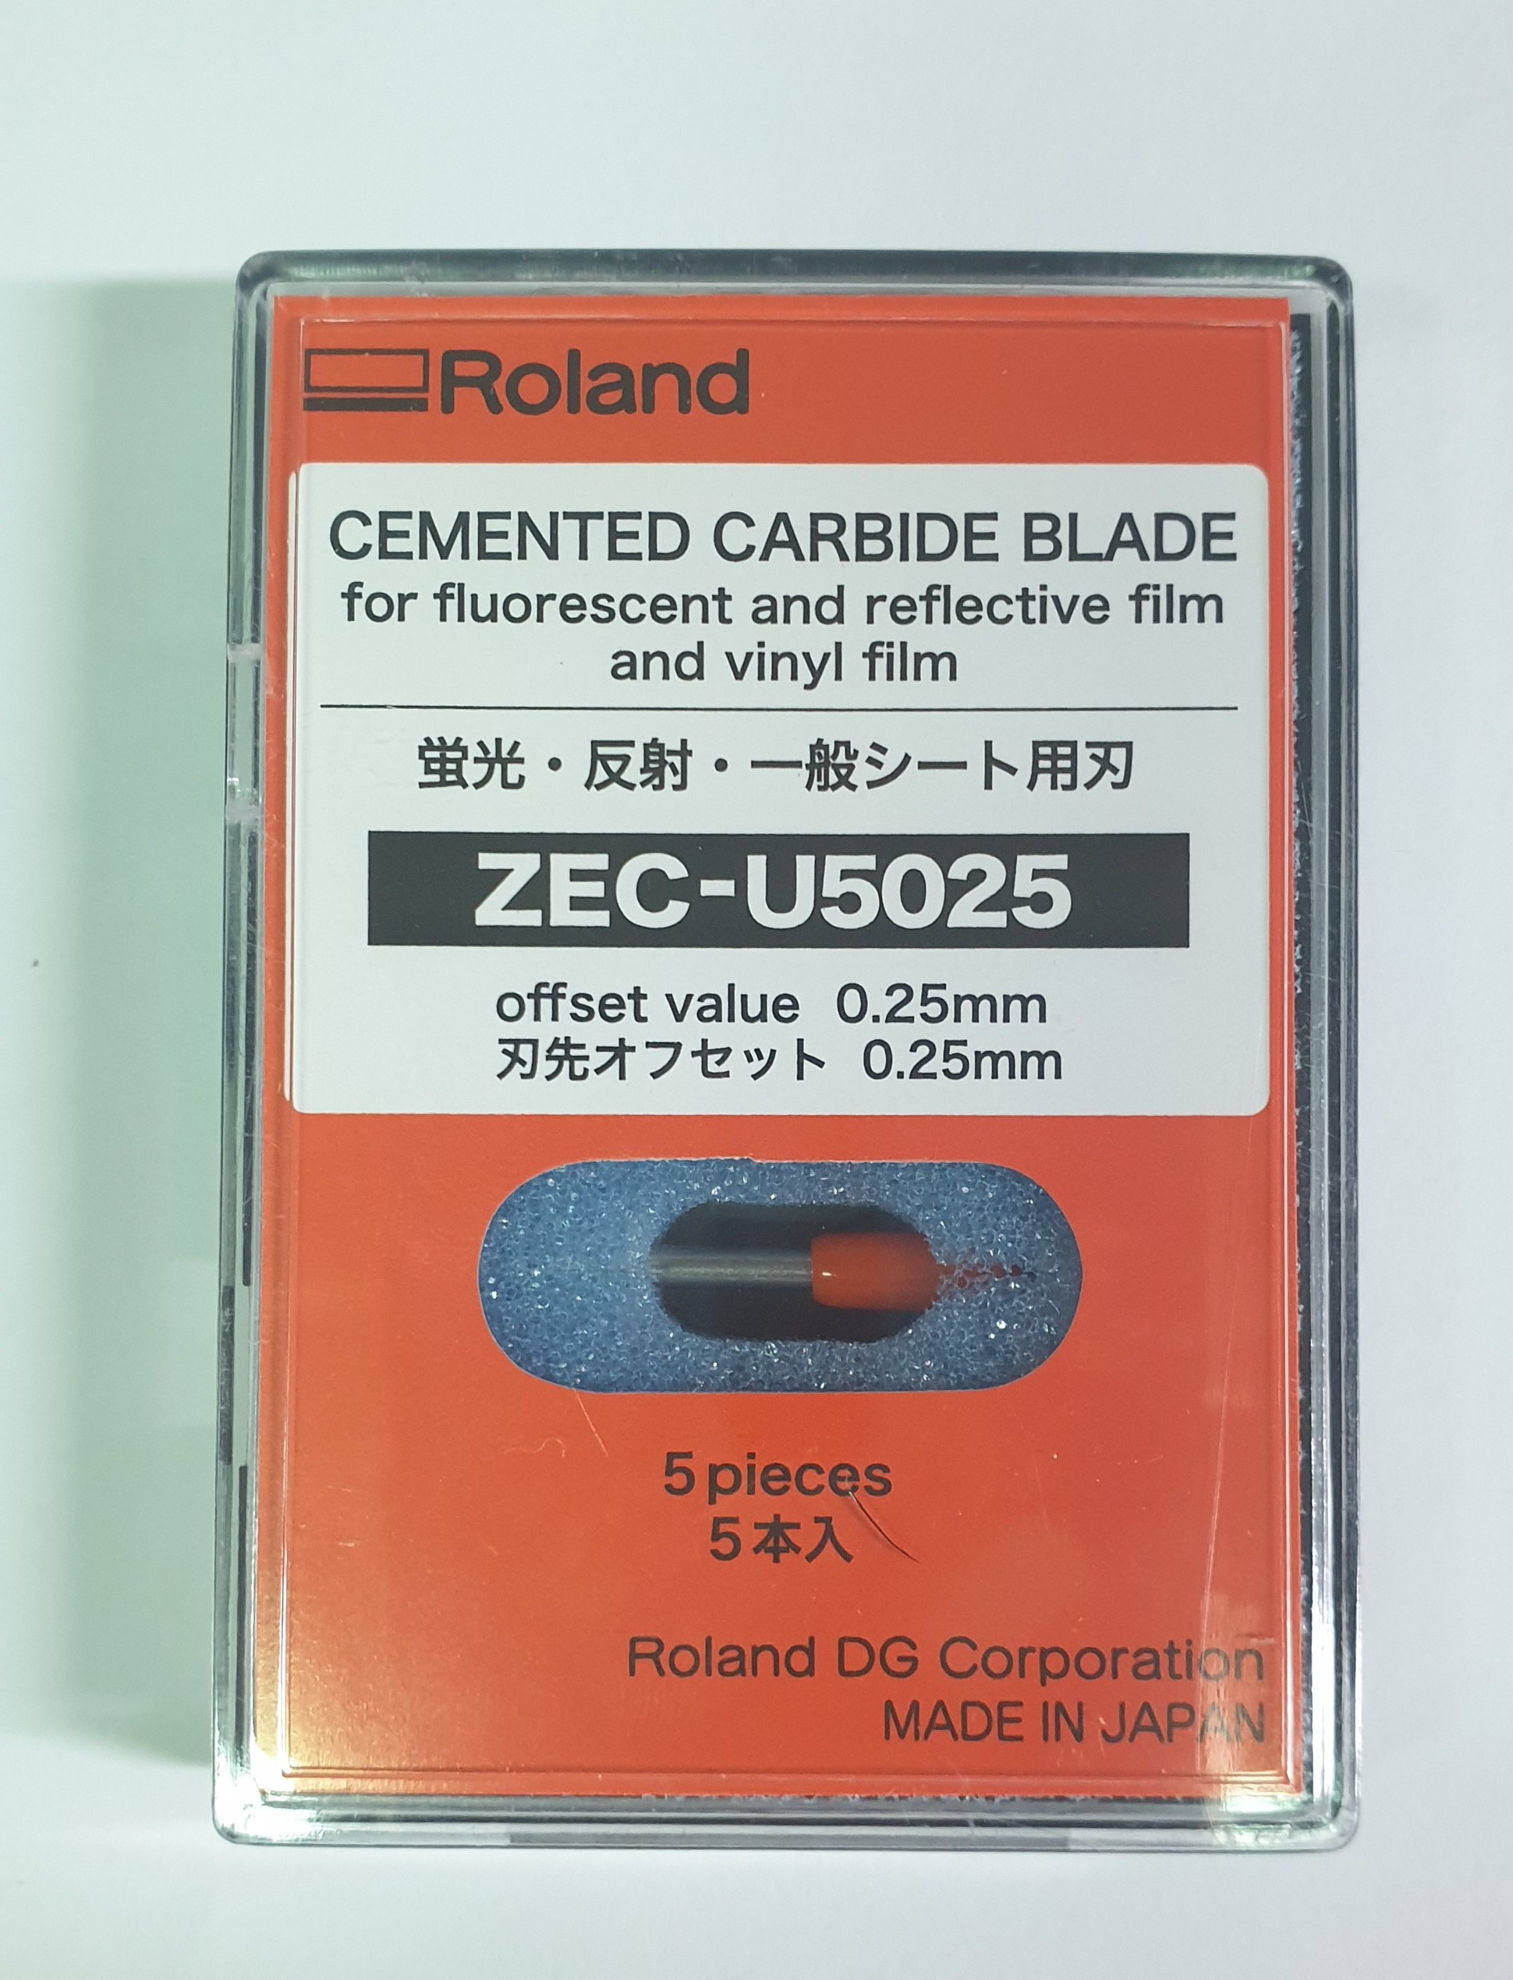 Roland
CEMENTED CARBIDE BLADE
for fluorescent and reflective film
and vinyl film
蛍光・反射・一般シート用刃
ZEC-U5025
offset value 0.25mm
刃先オフセット 0.25mm
5 pieces
5本入
Roland DG Corporation
MADE IN JAPAN